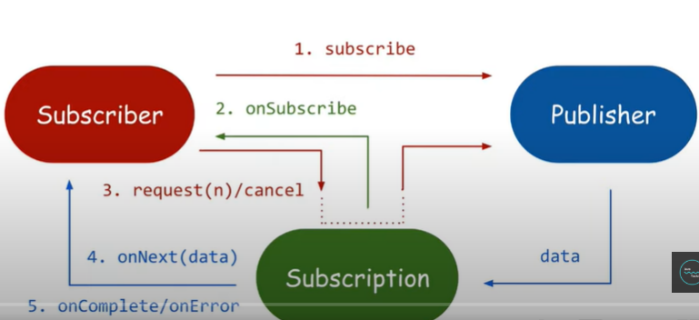 1. subscribe
Subscriber
2. onSubscribe
Publisher
3. request(n)/cancel
4. onNext(data)
data
Subscription
5. onComplete/onError